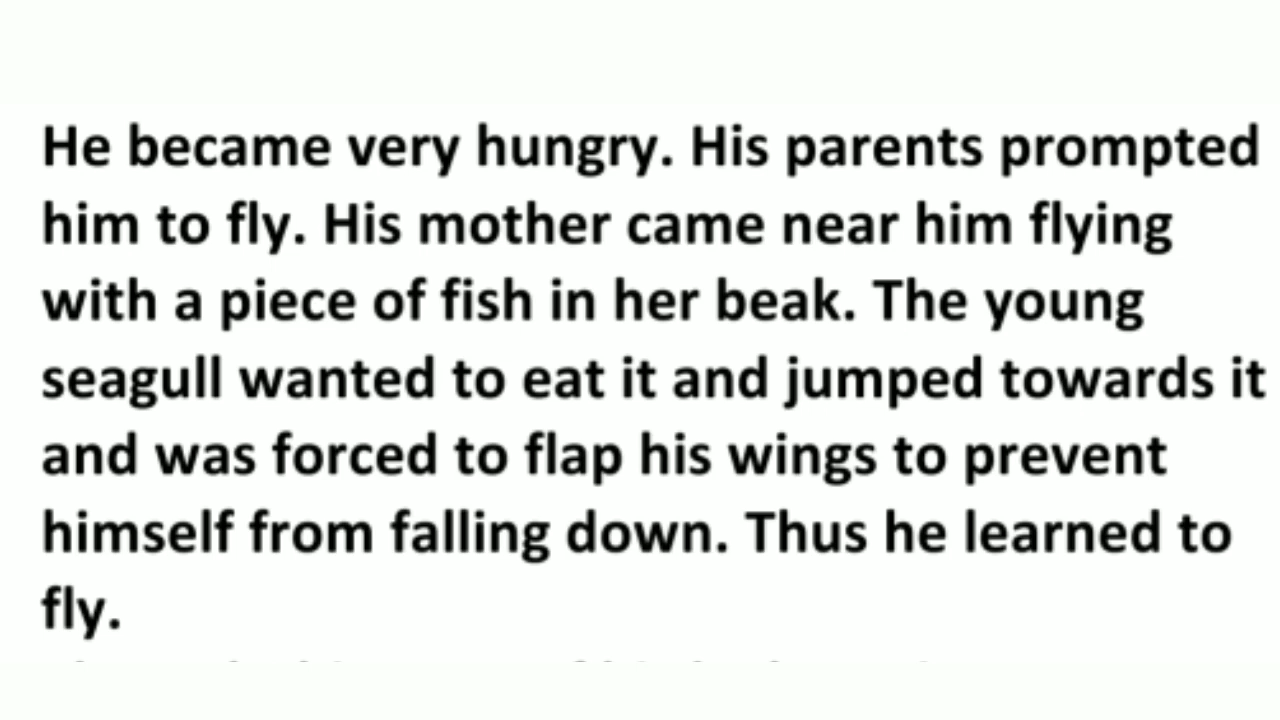 He became very hungry. His parents prompted
him to fly. His mother came near him flying
with a piece of fish in her beak. The young
seagull wanted to eat it and jumped towards it
and was forced to flap his wings to prevent
himself from falling down. Thus he learned to
fly.